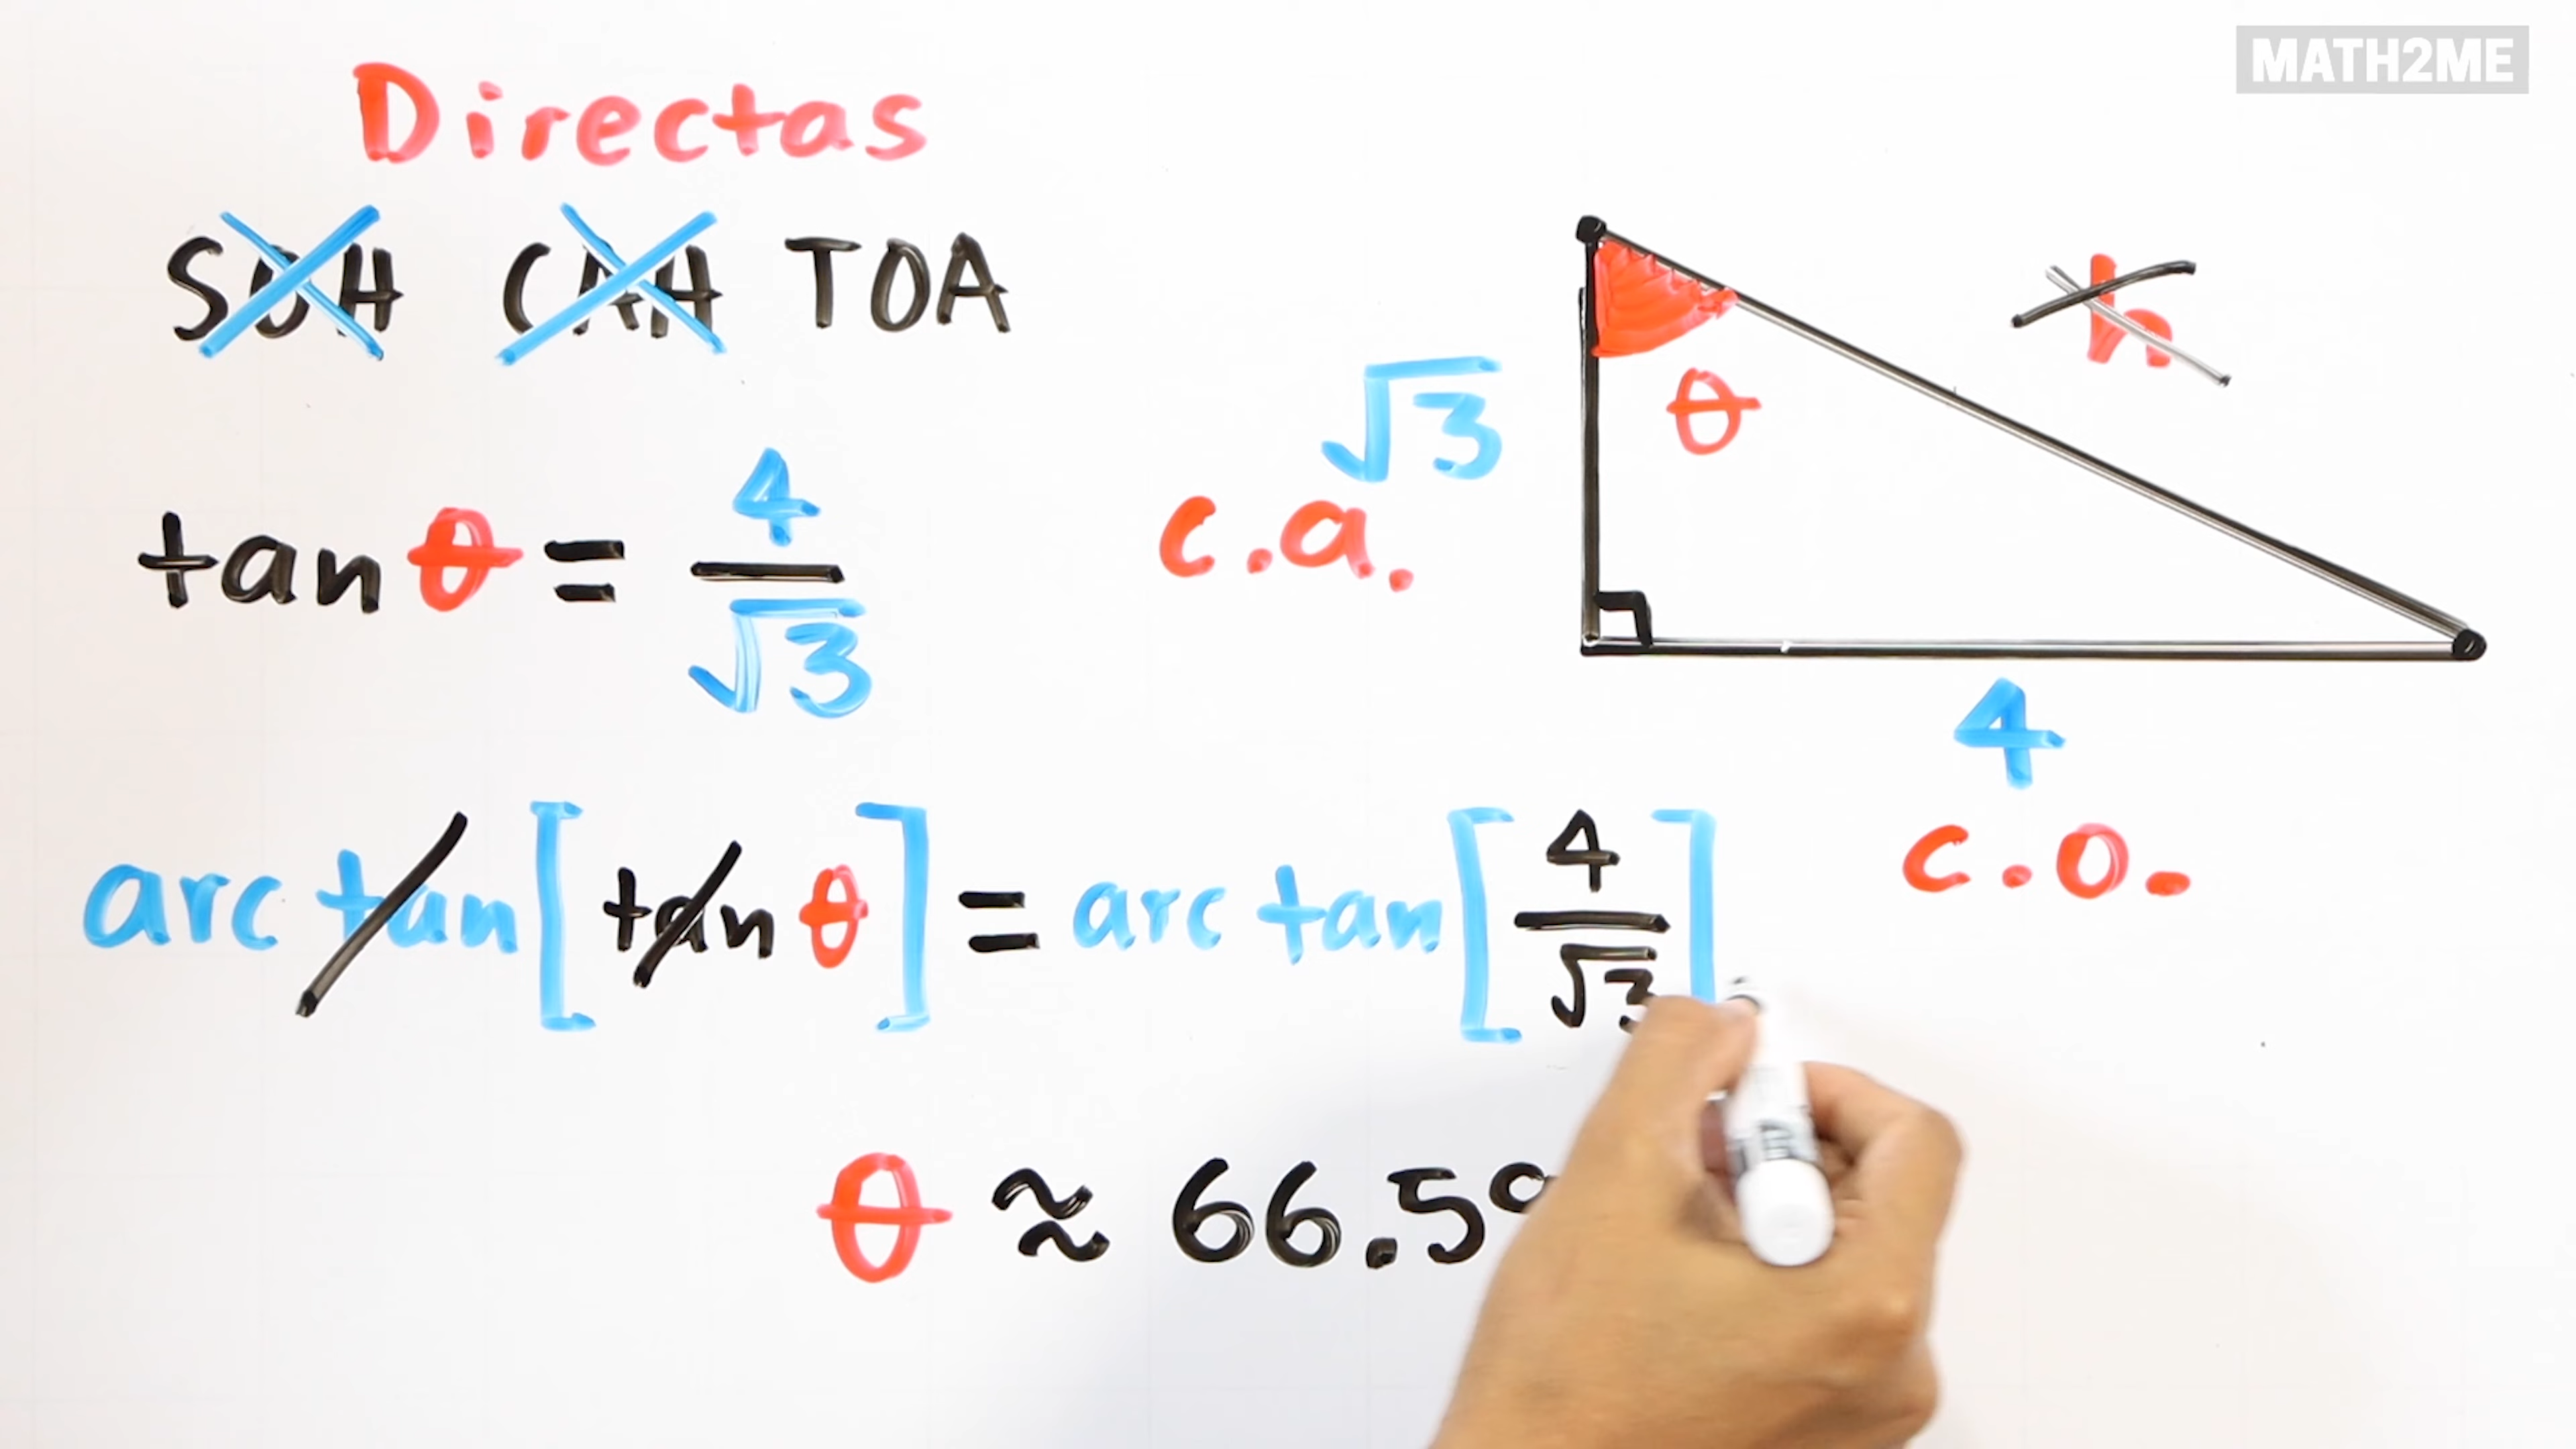 MATH2ME
Directas
SOH CAH TOA
h
√3
θ
tan θ = 4/√3
c.a.
4
c.o.
arc tan [tan θ] = arc tan [4/√3]
θ ≈ 66.5°